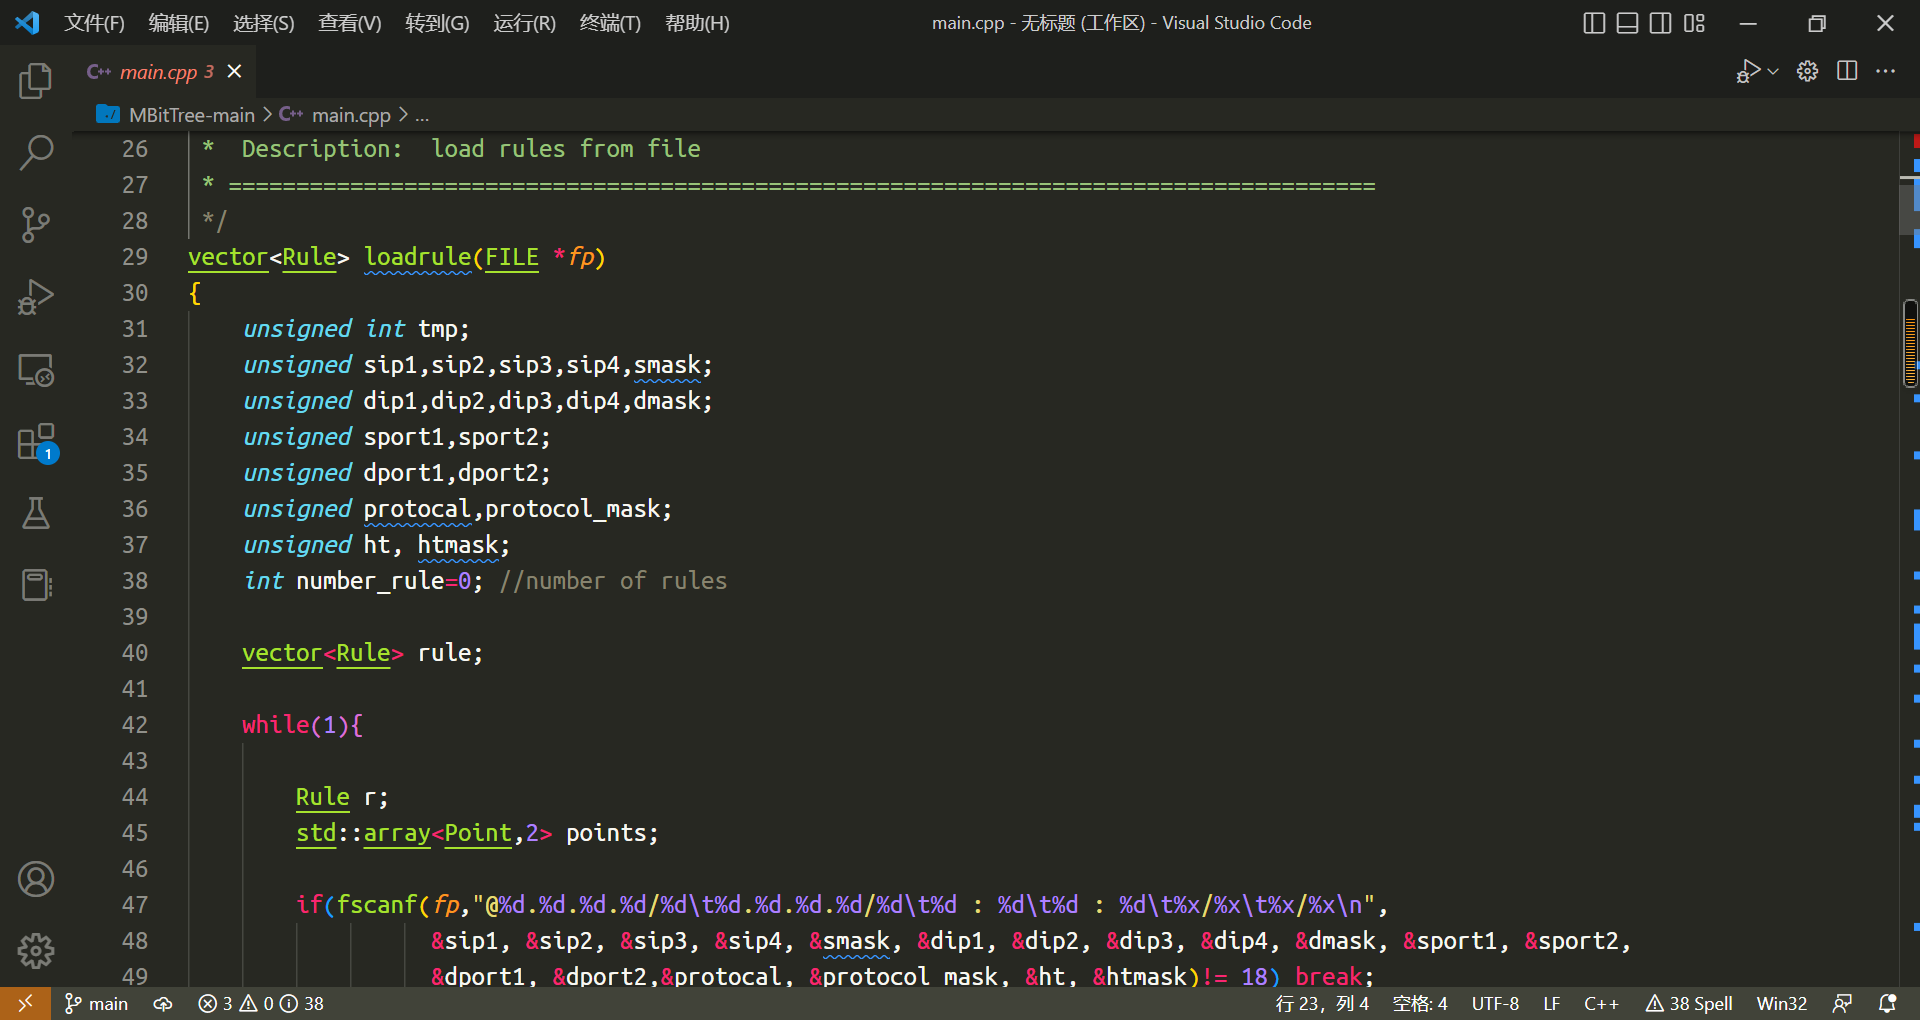 文件(F) 编辑(E) 选择(S) 查看(V) 转到(G) 运行(R) 终端(T) 帮助(H) main.cpp - 无标题 (工作区) - Visual Studio Code
C++ main.cpp 3
MBitTree-main > C++ main.cpp > ...
26 * Description:  load rules from file
27 * =====================================================================================
28 */
29 vector<Rule> loadrule(FILE *fp)
30 {
31 unsigned int tmp;
32 unsigned sip1,sip2,sip3,sip4,smask;
33 unsigned dip1,dip2,dip3,dip4,dmask;
34 unsigned sport1,sport2;
35 unsigned dport1,dport2;
36 unsigned protocal,protocol_mask;
37 unsigned ht, htmask;
38 int number_rule=0; //number of rules
39
40 vector<Rule> rule;
41
42 while(1){
43
44 Rule r;
45 std::array<Point,2> points;
46
47 if(fscanf(fp,"@%d.%d.%d.%d/%d\t%d.%d.%d.%d/%d\t%d : %d\t%d : %d\t%x/%x\t%x/%x\n",
48 &sip1, &sip2, &sip3, &sip4, &smask, &dip1, &dip2, &dip3, &dip4, &dmask, &sport1, &sport2,
49 &dport1, &dport2,&protocal, &protocol_mask, &ht, &htmask)!= 18) break;
1
main 3 0 38 行 23，列 4 空格: 4 UTF-8 LF C++ 38 Spell Win32